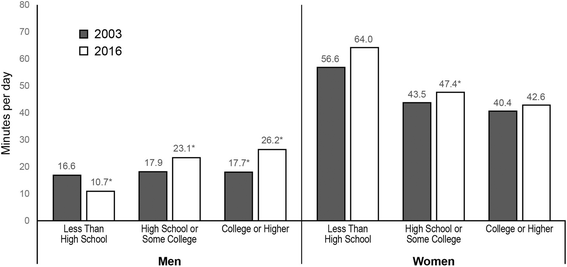 80
70
60
50
40
30
20
10
0
Minutes per day
2003
2016
16.6
10.7*
17.9
23.1*
17.7*
26.2*
56.6
64.0
43.5
47.4*
40.4
42.6
Less Than
High School
High School or
Some College
College or Higher
Less Than
High School
High School or
Some College
College or Higher
Men
Women